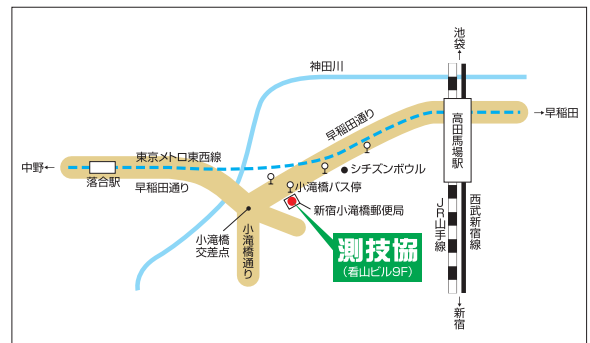 池袋
神田川
早稲田通り
→早稲田
高田馬場駅
中野←
東京メトロ東西線
落合駅
早稲田通り
シチズンボウル
小滝橋バス停
新宿小滝橋郵便局
小滝橋
交差点
小滝橋通り
測技協
(看山ビル9F)
JR山手線
西武新宿線
新宿